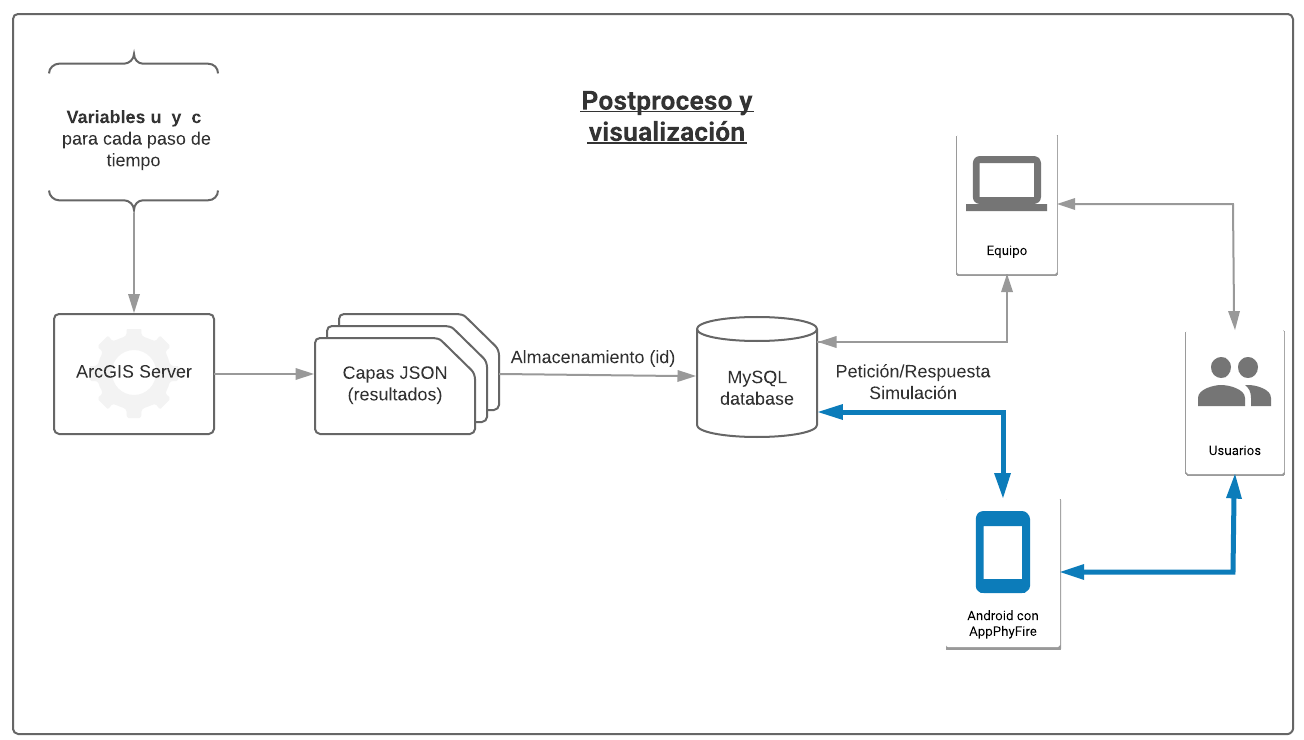 Postproceso y
visualización
Variables u y c
para cada paso de
tiempo
ArcGIS Server
Capas JSON
(resultados)
Almacenamiento (id)
MySQL
database
Petición/Respuesta
Simulación
Equipo
Usuarios
Android con
AppPhyFire